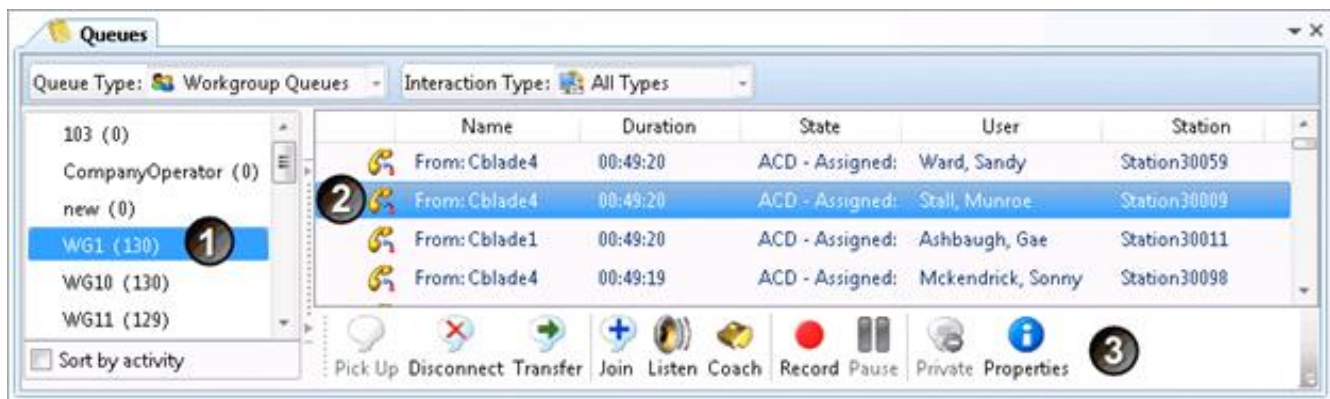 Queues
Queue Type: Workgroup Queues Interaction Type: All Types
103 (0)
CompanyOperator (0)
new (0)
WG1 (130) 1
WG10 (130)
WG11 (129)
Sort by activity
Name Duration State User Station
From: Cblade4 00:49:20 ACD - Assigned: Ward, Sandy Station30059
2 From: Cblade4 00:49:20 ACD - Assigned: Stall, Munroe Station30009
From: Cblade1 00:49:20 ACD - Assigned: Ashbaugh, Gae Station30011
From: Cblade4 00:49:19 ACD - Assigned: Mckendrick, Sonny Station30098
Pick Up Disconnect Transfer Join Listen Coach Record Pause Private Properties 3